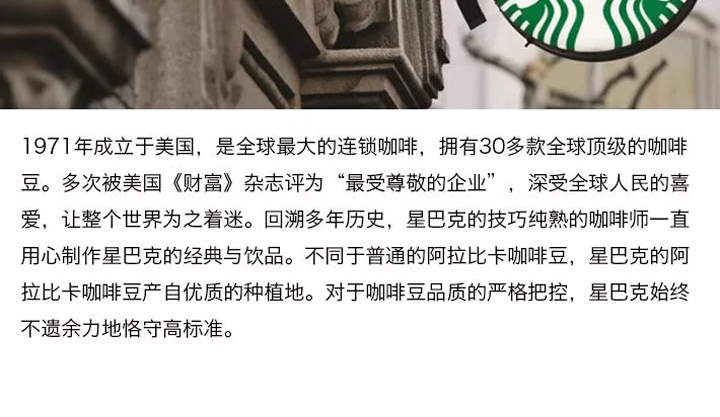 1971年成立于美国，是全球最大的连锁咖啡，拥有30多款全球顶级的咖啡
豆。多次被美国《财富》杂志评为“最受尊敬的企业”，深受全球人民的喜
爱，让整个世界为之着迷。回溯多年历史，星巴克的技巧纯熟的咖啡师一直
用心制作星巴克的经典与饮品。不同于普通的阿拉比卡咖啡豆，星巴克的阿
拉比卡咖啡豆产自优质的种植地。对于咖啡豆品质的严格把控，星巴克始终
不遗余力地恪守高标准。